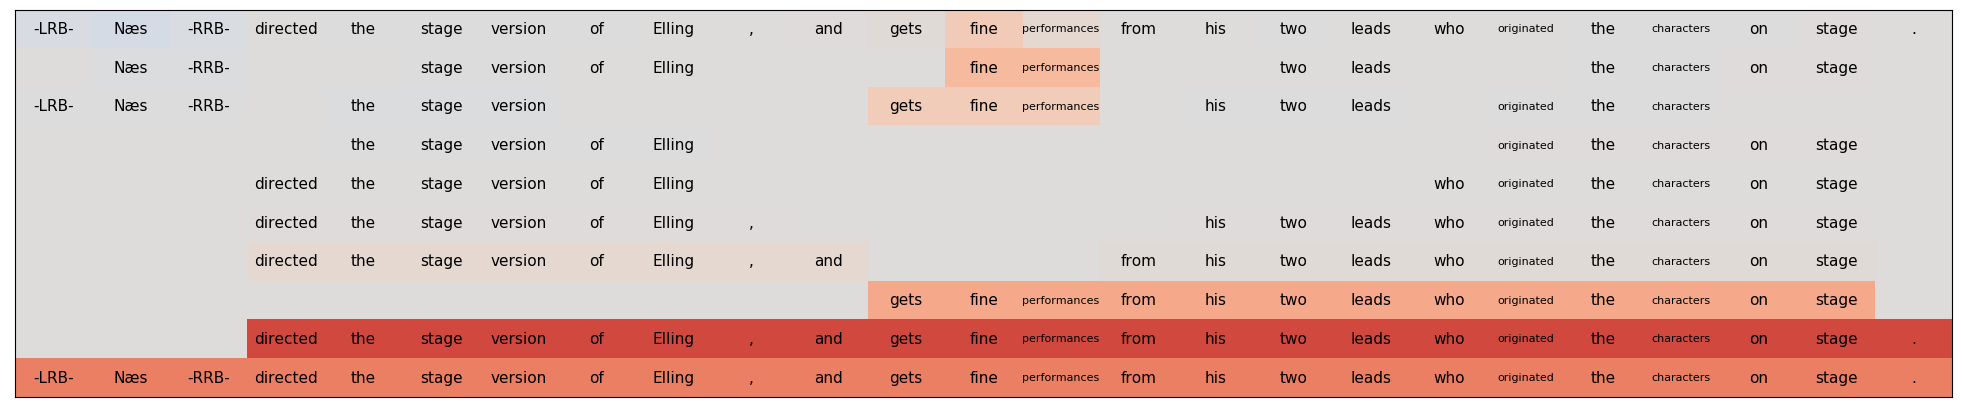 -LRB- Næs -RRB- directed the stage version of Elling , and gets fine performances from his two leads who originated the characters on stage .
Næs -RRB- stage version of Elling fine performances two leads the characters on stage
-LRB- Næs -RRB- the stage version gets fine performances his two leads originated the characters
the stage version of Elling originated the characters on stage
directed the stage version of Elling who originated the characters on stage
directed the stage version of Elling , his two leads who originated the characters on stage
directed the stage version of Elling , and from his two leads who originated the characters on stage
gets fine performances from his two leads who originated the characters on stage
directed the stage version of Elling , and gets fine performances from his two leads who originated the characters on stage .
-LRB- Næs -RRB- directed the stage version of Elling , and gets fine performances from his two leads who originated the characters on stage .